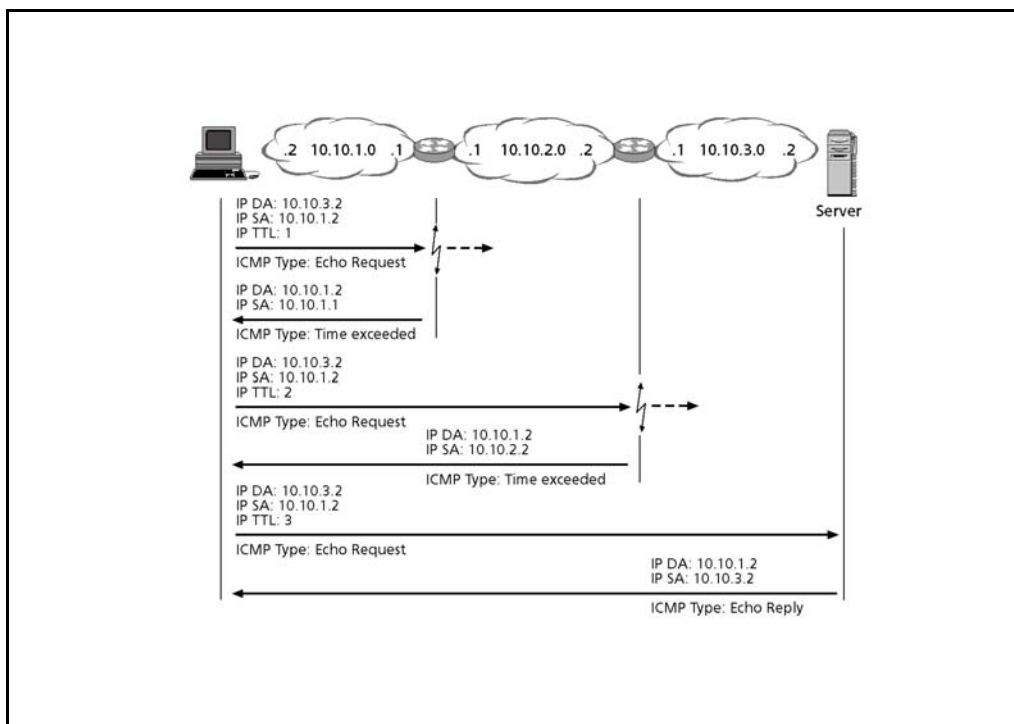 .2 10.10.1.0 .1 .1 10.10.2.0 .2 .1 10.10.3.0 .2
Server
IP DA: 10.10.3.2
IP SA: 10.10.1.2
IP TTL: 1
ICMP Type: Echo Request
IP DA: 10.10.1.2
IP SA: 10.10.1.1
ICMP Type: Time exceeded
IP DA: 10.10.3.2
IP SA: 10.10.1.2
IP TTL: 2
ICMP Type: Echo Request
IP DA: 10.10.1.2
IP SA: 10.10.2.2
ICMP Type: Time exceeded
IP DA: 10.10.3.2
IP SA: 10.10.1.2
IP TTL: 3
ICMP Type: Echo Request
IP DA: 10.10.1.2
IP SA: 10.10.3.2
ICMP Type: Echo Reply